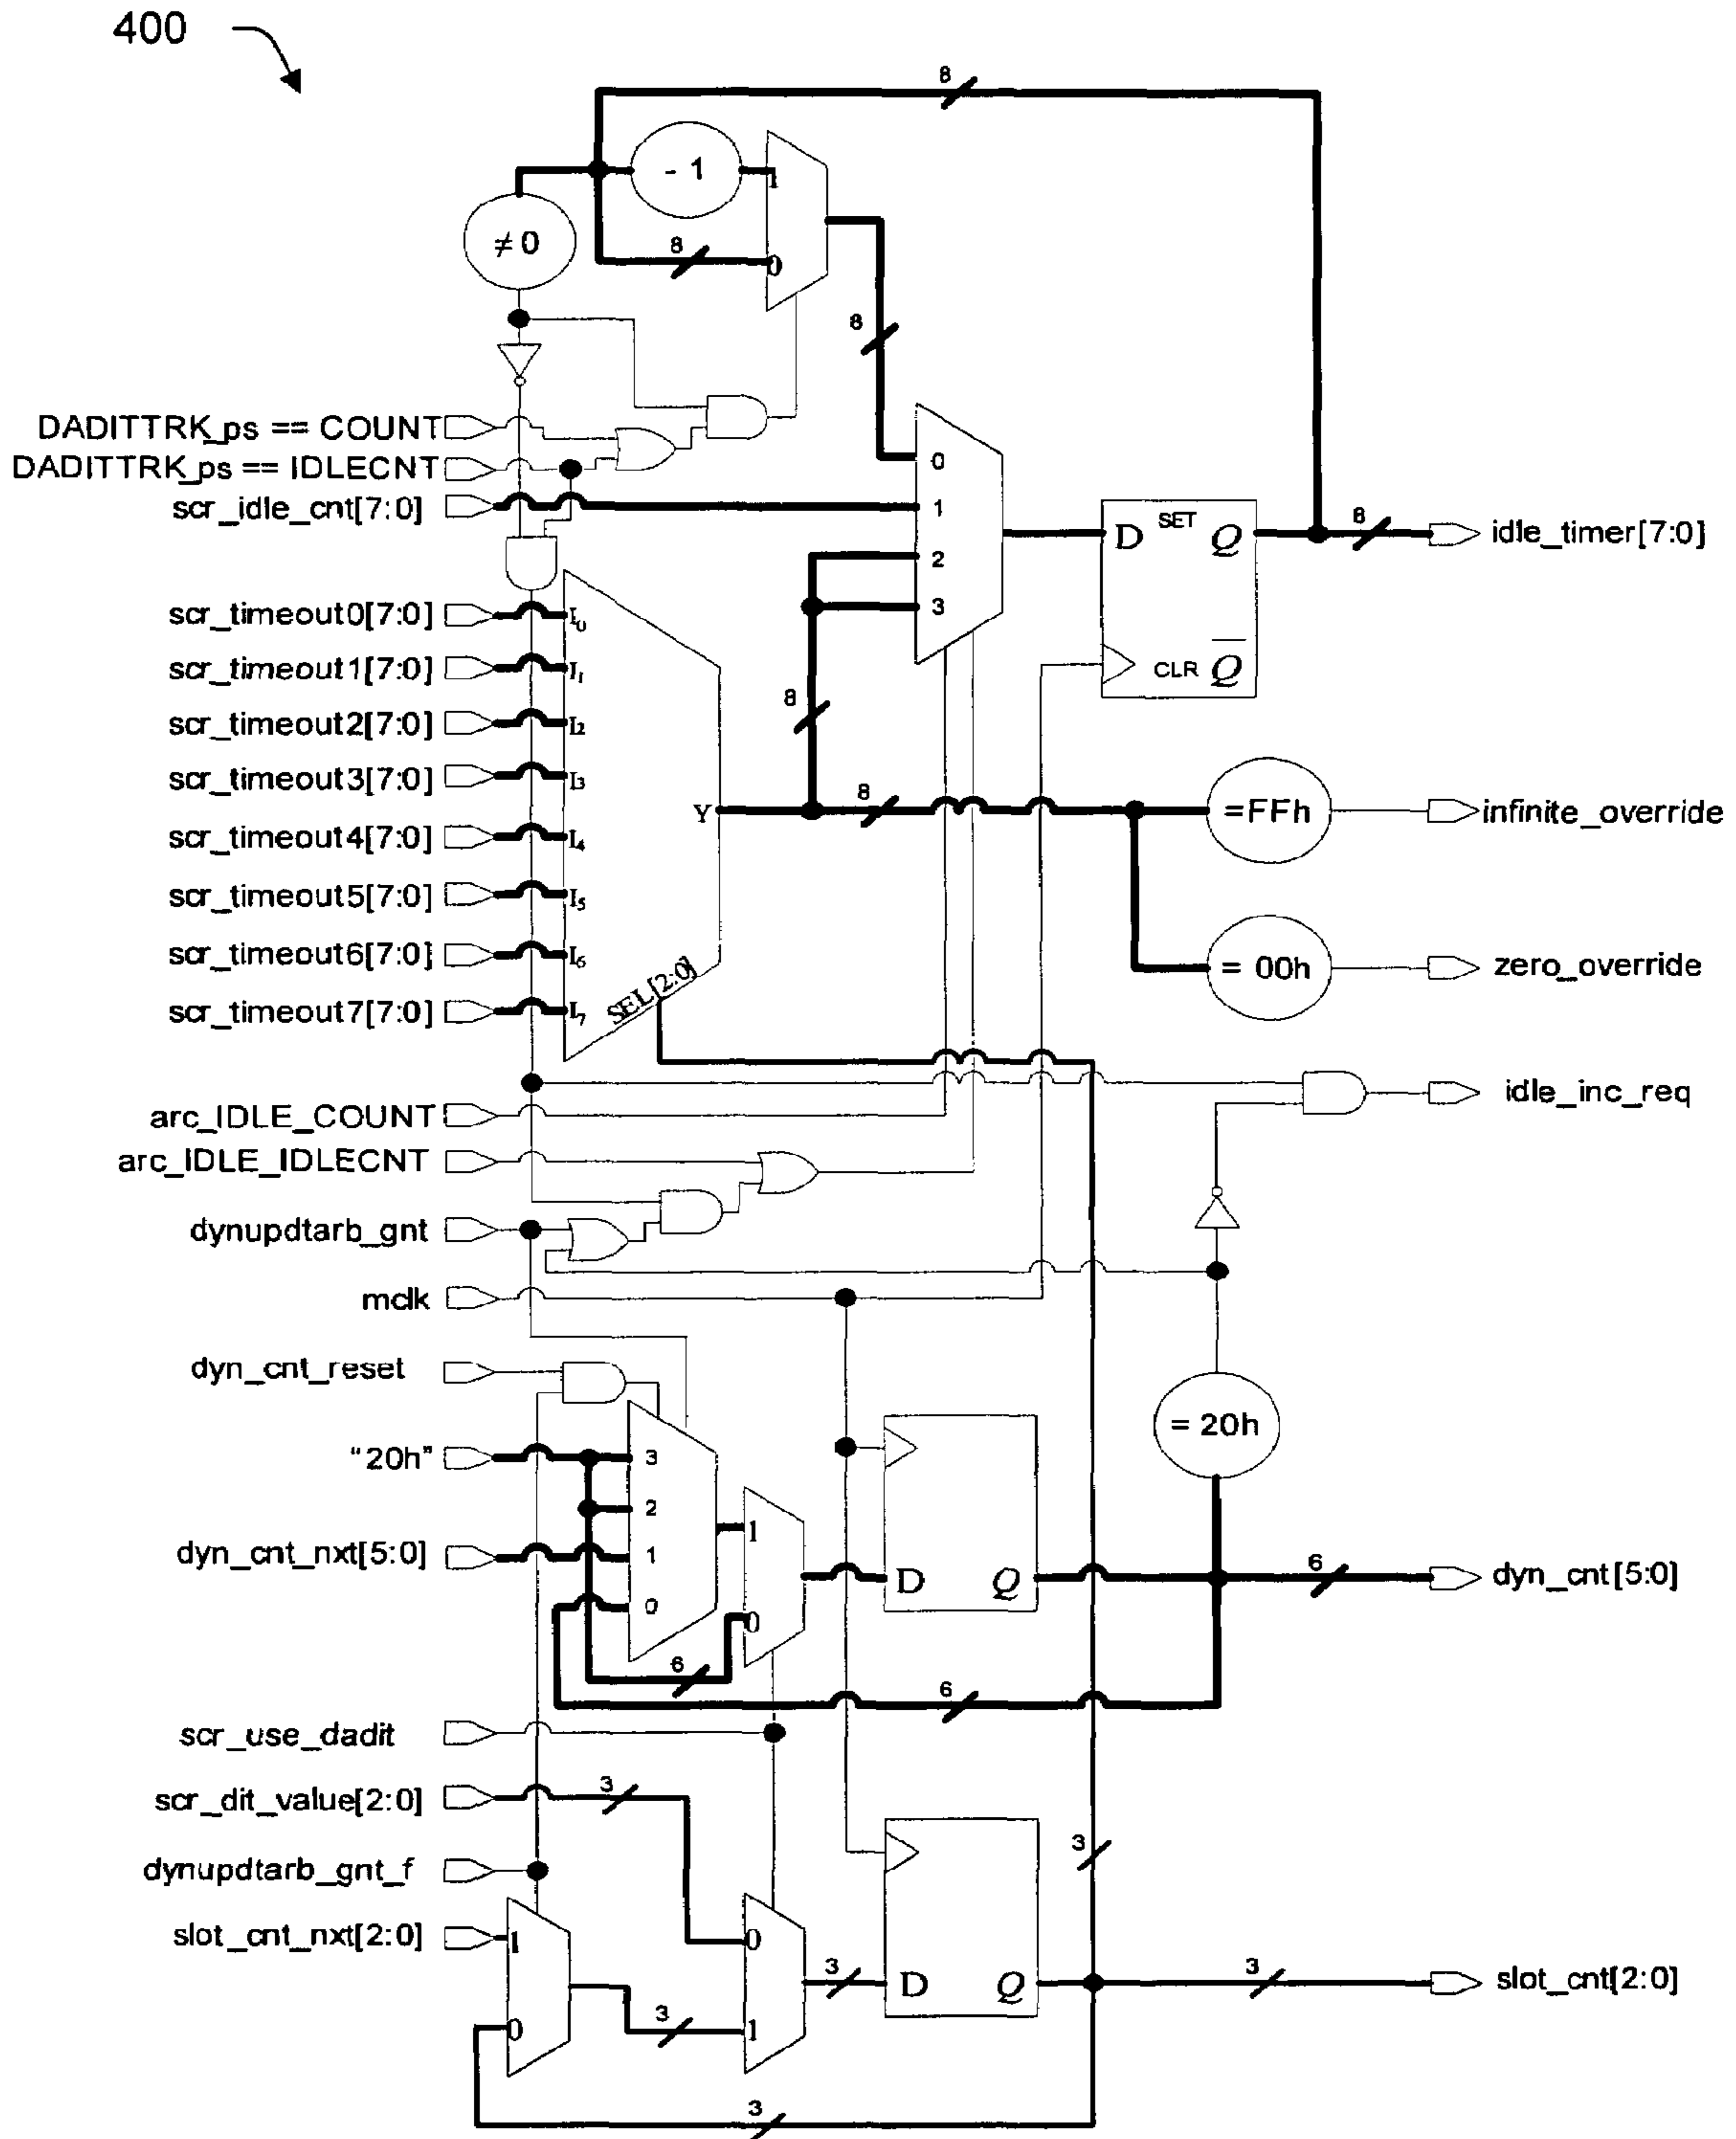 400
8
- 1
1
≠ 0
8
0
8
DADITTRK_ps == COUNT
DADITTRK_ps == IDLECNT
0
scr_idle_cnt[7:0]
1
D
SET
Q
8
idle_timer[7:0]
2
3
scr_timeout0[7:0]
I0
scr_timeout1[7:0]
I1
CLR
Q
scr_timeout2[7:0]
I2
8
scr_timeout3[7:0]
I3
Y
8
=FFh
infinite_override
scr_timeout4[7:0]
I4
scr_timeout5[7:0]
I5
scr_timeout6[7:0]
I6
= 00h
zero_override
scr_timeout7[7:0]
I7
SEL[2:0]
idle_inc_req
arc_IDLE_COUNT
arc_IDLE_IDLECNT
dynupdtarb_gnt
mclk
dyn_cnt_reset
= 20h
"20h"
3
2
1
dyn_cnt_nxt[5:0]
1
D
Q
6
dyn_cnt[5:0]
0
0
6
6
scr_use_dadit
scr_dit_value[2:0]
3
3
dynupdtarb_gnt_f
slot_cnt_nxt[2:0]
1
0
3
D
Q
3
slot_cnt[2:0]
0
3
1
3